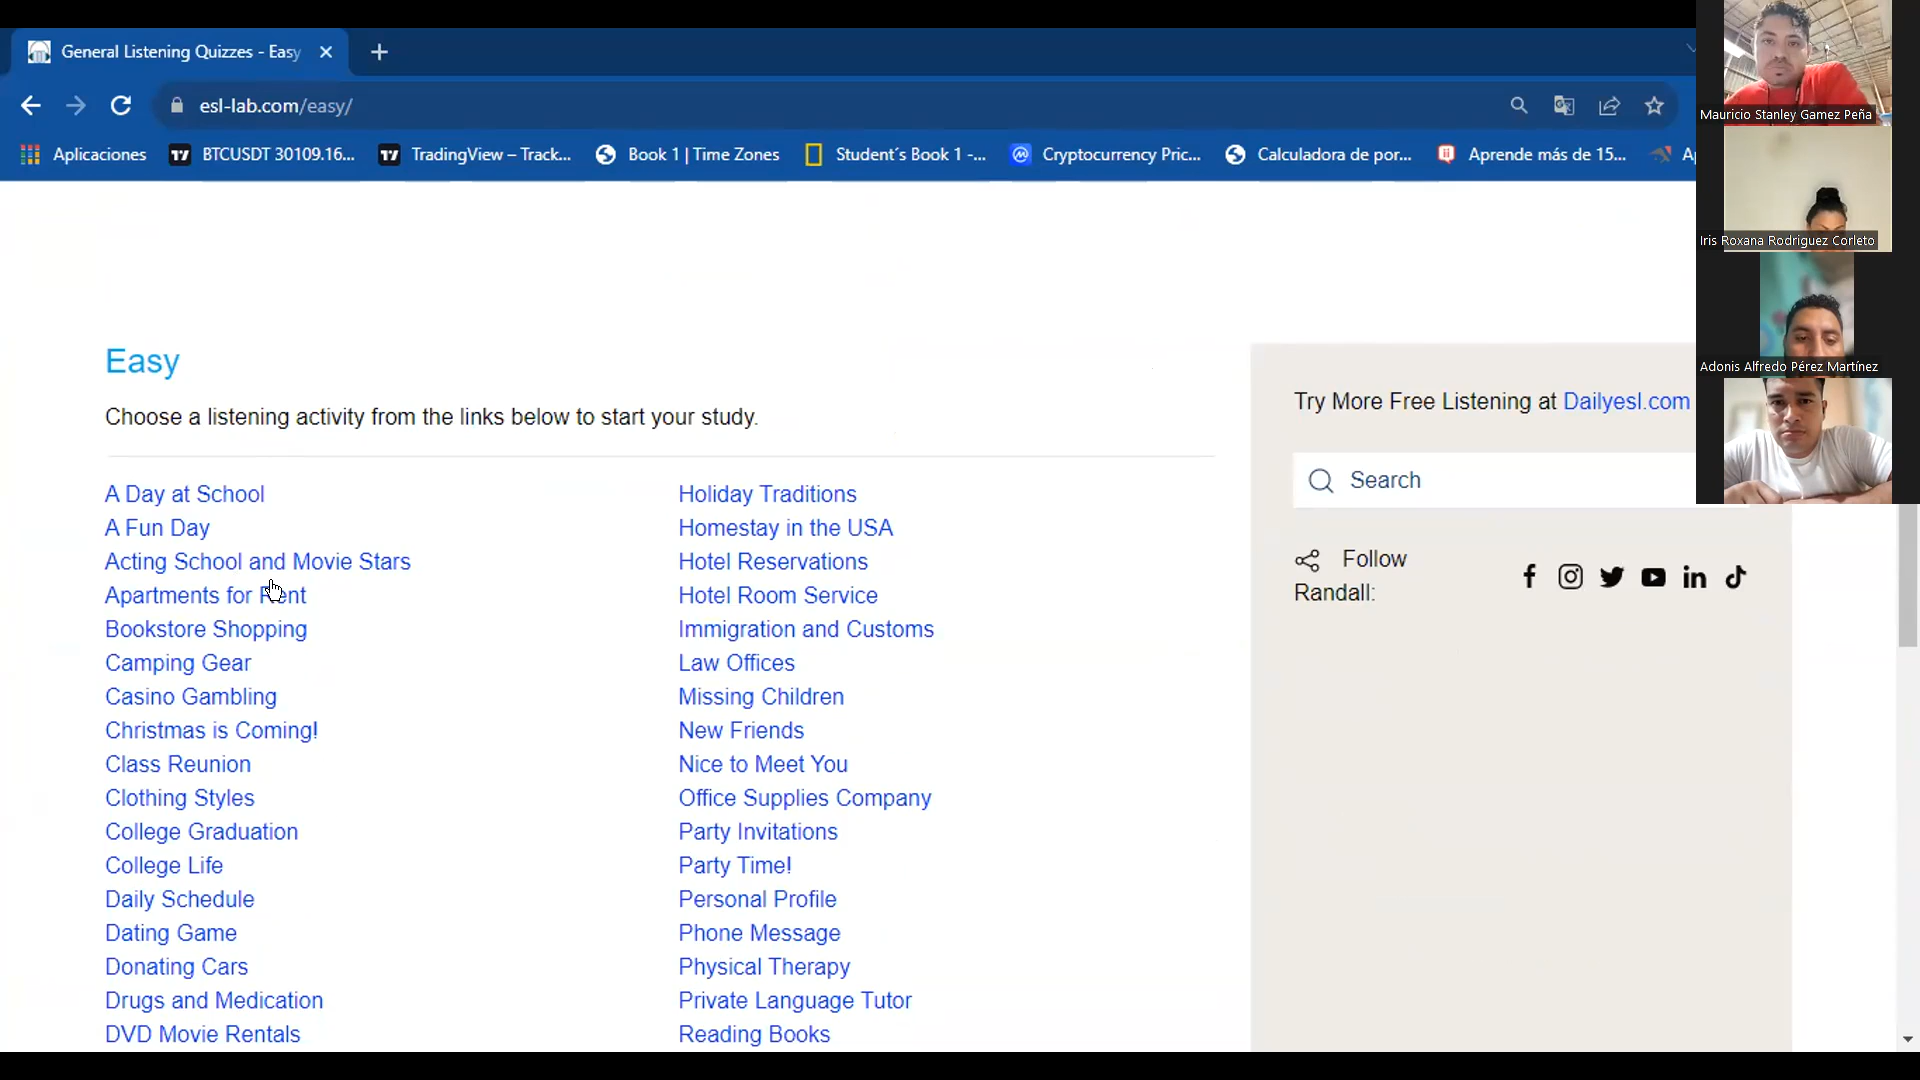 General Listening Quizzes - Easy
esl-lab.com/easy/
Aplicaciones
BTCUSDT 30109.16...
TradingView – Track...
Book 1 | Time Zones
Student´s Book 1 -...
Cryptocurrency Pric...
Calculadora de por...
Aprende más de 15...
Mauricio Stanley Gamez Peña
Iris Roxana Rodriguez Corleto
Adonis Alfredo Pérez Martínez
Easy
Choose a listening activity from the links below to start your study.
A Day at School
A Fun Day
Acting School and Movie Stars
Apartments for Rent
Bookstore Shopping
Camping Gear
Casino Gambling
Christmas is Coming!
Class Reunion
Clothing Styles
College Graduation
College Life
Daily Schedule
Dating Game
Donating Cars
Drugs and Medication
DVD Movie Rentals
Holiday Traditions
Homestay in the USA
Hotel Reservations
Hotel Room Service
Immigration and Customs
Law Offices
Missing Children
New Friends
Nice to Meet You
Office Supplies Company
Party Invitations
Party Time!
Personal Profile
Phone Message
Physical Therapy
Private Language Tutor
Reading Books
Try More Free Listening at Dailyesl.com
Search
Follow
Randall: